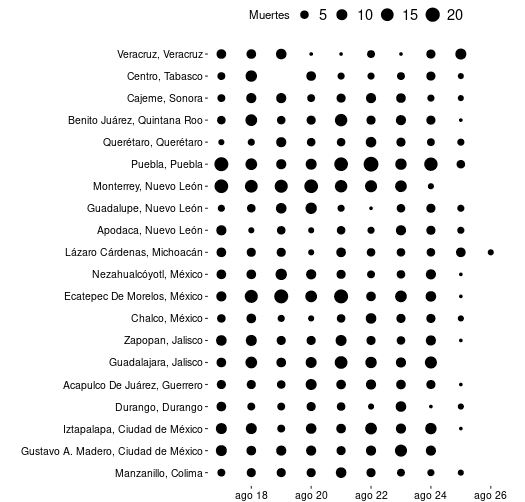 Muertes 5 10 15 20
Veracruz, Veracruz
Centro, Tabasco
Cajeme, Sonora
Benito Juárez, Quintana Roo
Querétaro, Querétaro
Puebla, Puebla
Monterrey, Nuevo León
Guadalupe, Nuevo León
Apodaca, Nuevo León
Lázaro Cárdenas, Michoacán
Nezahualcóyotl, México
Ecatepec De Morelos, México
Chalco, México
Zapopan, Jalisco
Guadalajara, Jalisco
Acapulco De Juárez, Guerrero
Durango, Durango
Iztapalapa, Ciudad de México
Gustavo A. Madero, Ciudad de México
Manzanillo, Colima
ago 18 ago 20 ago 22 ago 24 ago 26